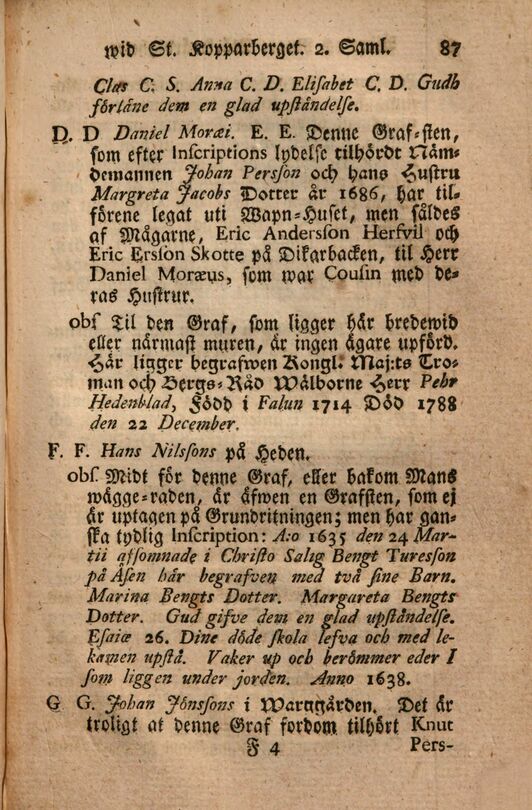 wid St. Kopparberget. 2. Saml. 87
Clas C. S. Anna C. D. Elisabet C. D. Gudh
förläne dem en glad upståndelse.
D. D Daniel Moræi. E. E. Denne Graf-sten,
som efter Inscriptions lydelse tilhördt Näm-
demannen Johan Persson och hans Hustru
Margreta Jacobs Dotter år 1686, har til-
förene legat uti Wapn-Huset, men såldes
af Mågarne, Eric Andersson Herfvil och
Eric Ersson Skotte på Dikarbacken, til Herr
Daniel Moræus, som war Cousin med de-
ras Hustrur.
obs Til den Graf, som ligger här bredewid
eller närmast muren, är ingen ägare upförd.
Här ligger begrafwen Kongl. Maj:ts Tro-
man och Bergs-Råd Wälborne Herr Pehr
Hedenblad, Född i Falun 1714 Död 1788
den 22 December.
F. F. Hans Nilssons på Heden.
obs. Midt för denne Graf, eller bakom Mans
wägge-raden, är äfwen en Grafsten, som ej
är uptagen på Grundritningen; men har gan-
ska tydlig Inscription: A:o 1635 den 24 Mar-
tii afsomnade i Christo Salig Bengt Turesson
på Åsen här begrafven med två sine Barn.
Marina Bengts Dotter. Margareta Bengts
Dotter. Gud gifve dem en glad upståndelse.
Esaiæ 26. Dine döde skola lefva och med le-
kamen upstå. Vaker up och berömmer eder I
som liggen under jorden. Anno 1638.
G G. Johan Jönssons i Warggården. Det är
troligt at denne Graf fordom tilhört Knut
F 4 Pers-